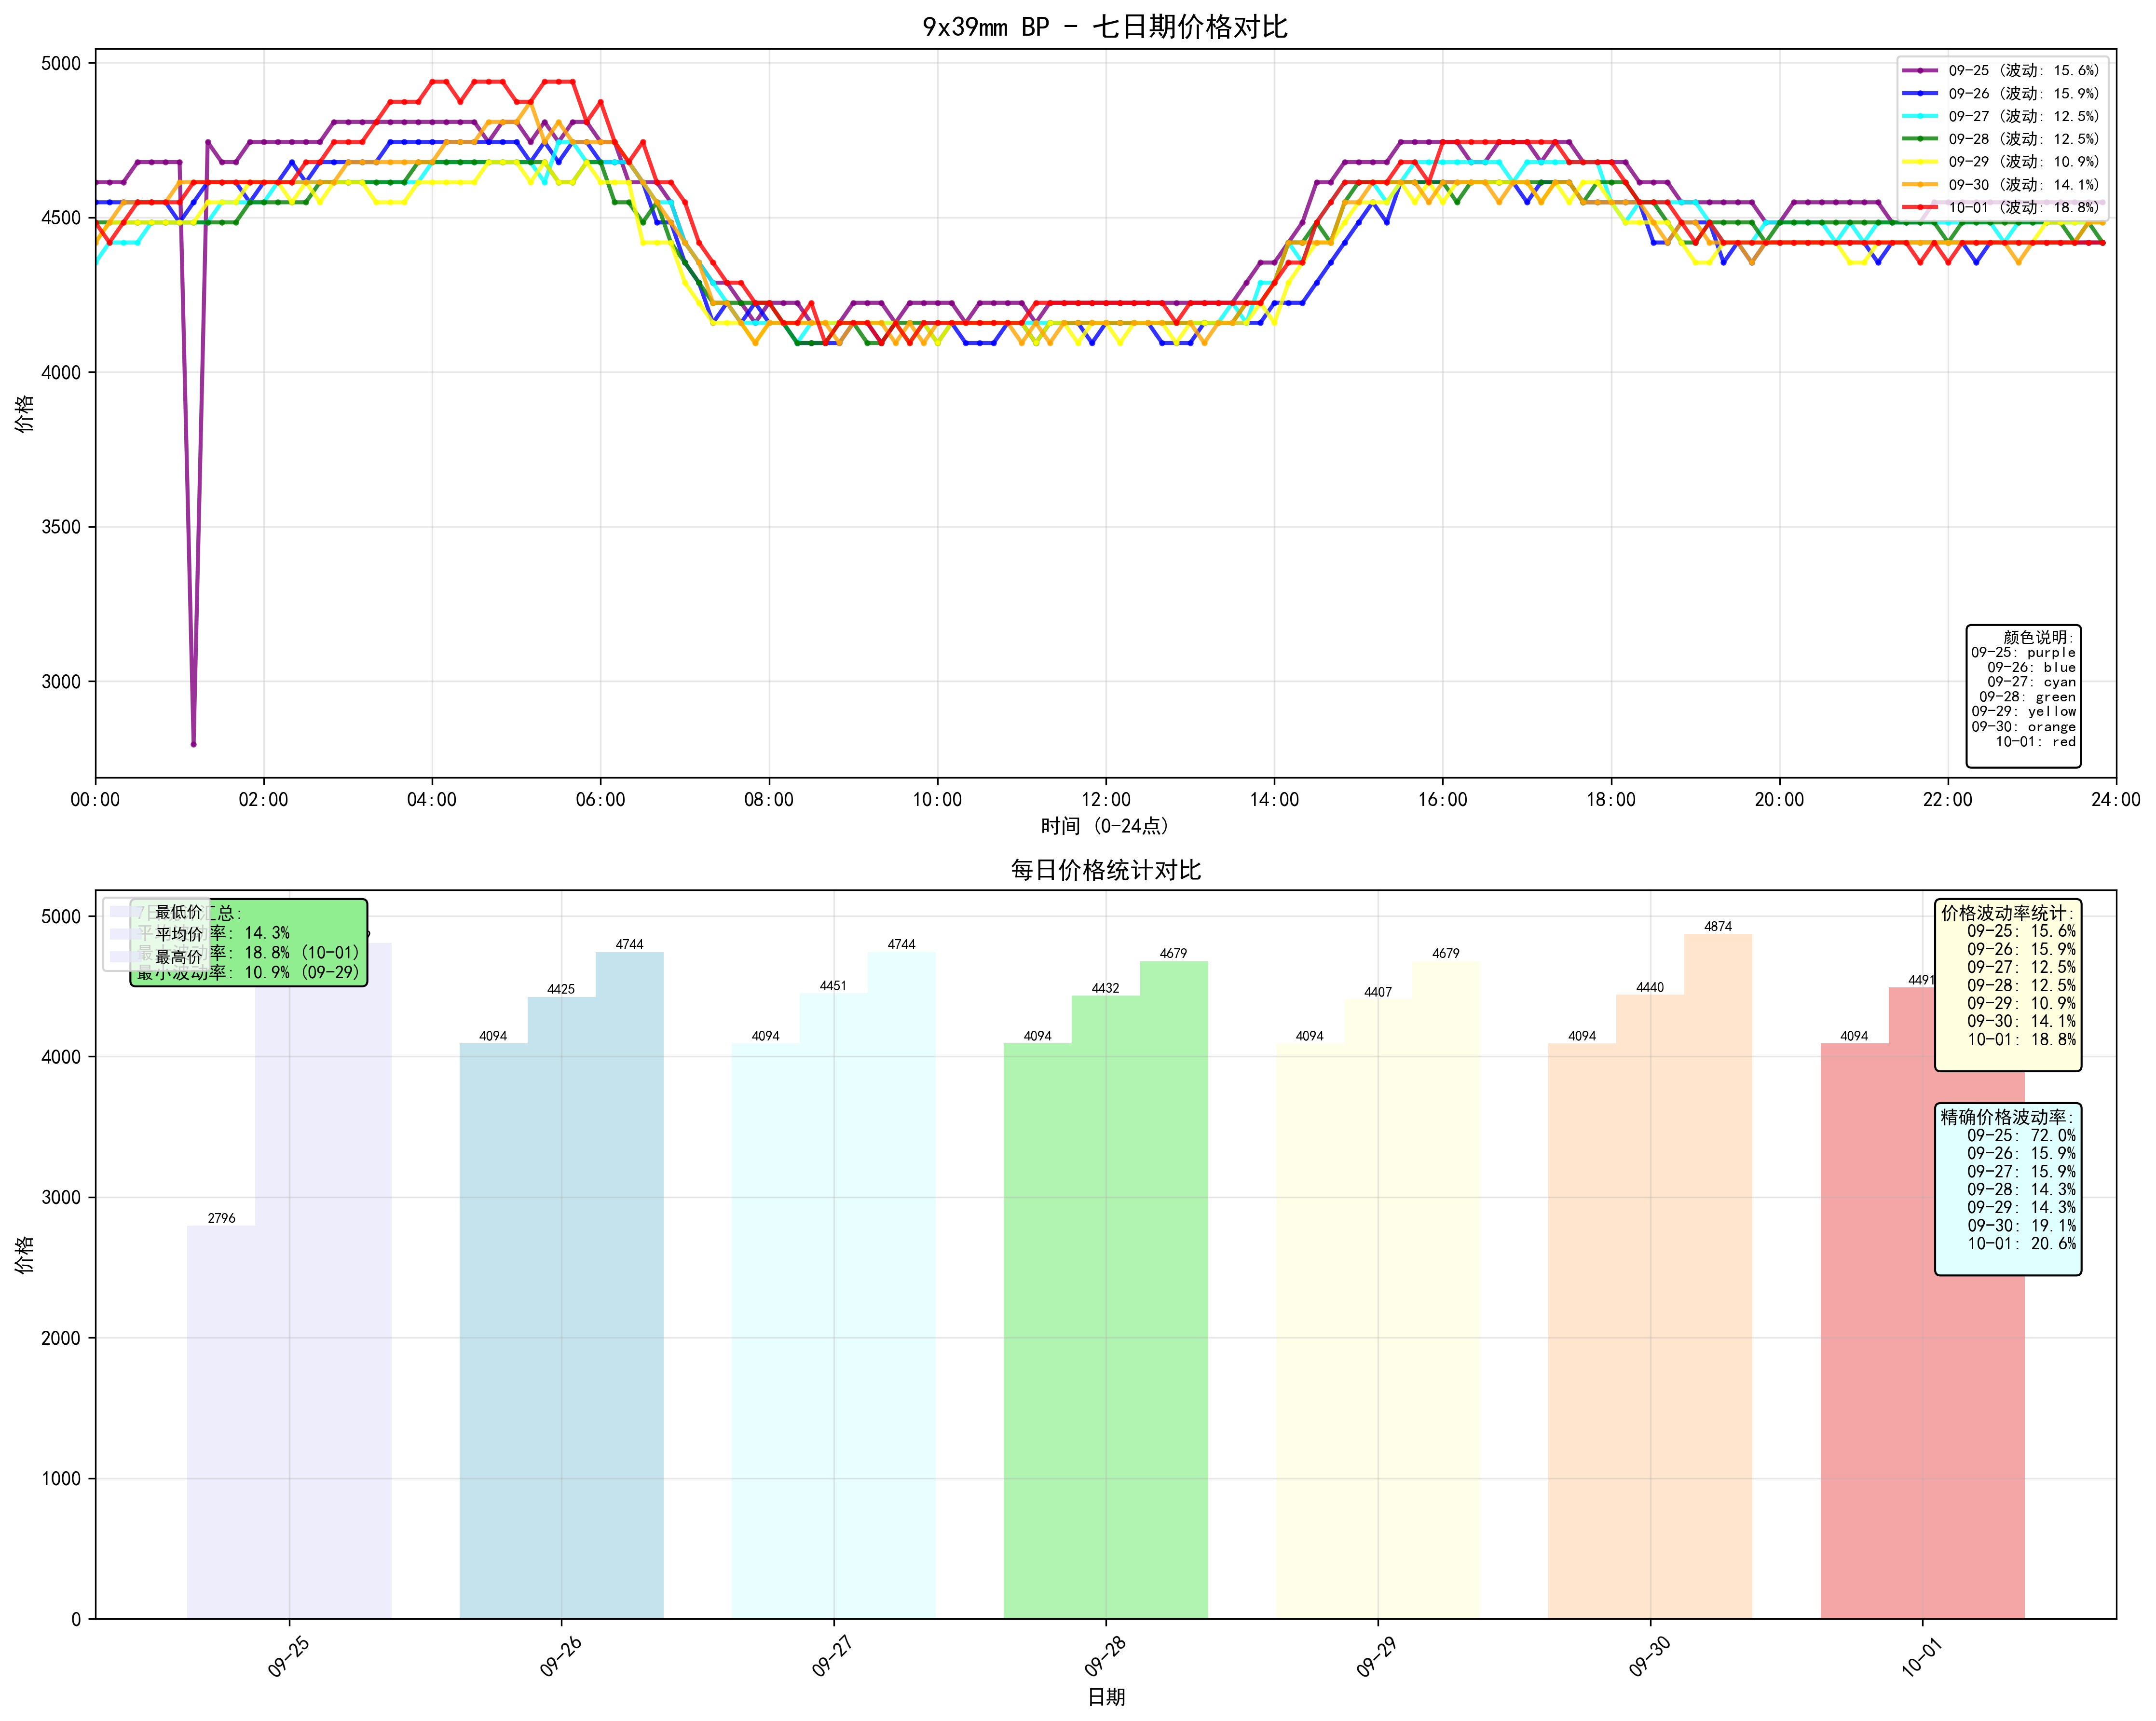 9x39mm BP - 七日期价格对比
5000
4500
4000
3500
3000
价格
09-25 (波动: 15.6%)
09-26 (波动: 15.9%)
09-27 (波动: 12.5%)
09-28 (波动: 12.5%)
09-29 (波动: 10.9%)
09-30 (波动: 14.1%)
10-01 (波动: 18.8%)
颜色说明:
09-25: purple
09-26: blue
09-27: cyan
09-28: green
09-29: yellow
09-30: orange
10-01: red
00:00
02:00
04:00
06:00
08:00
10:00
12:00
14:00
16:00
18:00
20:00
22:00
24:00
时间 (0-24点)
每日价格统计对比
5000
4000
3000
2000
1000
0
价格
最低价
平均价
最高价
汇总:
率: 14.3%
率: 18.8% (10-01)
最小波动率: 10.9% (09-29)
2796
4094
4425
4744
4094
4451
4744
4094
4432
4679
4094
4407
4679
4094
4440
4874
4094
4491
价格波动率统计:
09-25: 15.6%
09-26: 15.9%
09-27: 12.5%
09-28: 12.5%
09-29: 10.9%
09-30: 14.1%
10-01: 18.8%
精确价格波动率:
09-25: 72.0%
09-26: 15.9%
09-27: 15.9%
09-28: 14.3%
09-29: 14.3%
09-30: 19.1%
10-01: 20.6%
09-25
09-26
09-27
09-28
09-29
09-30
10-01
日期